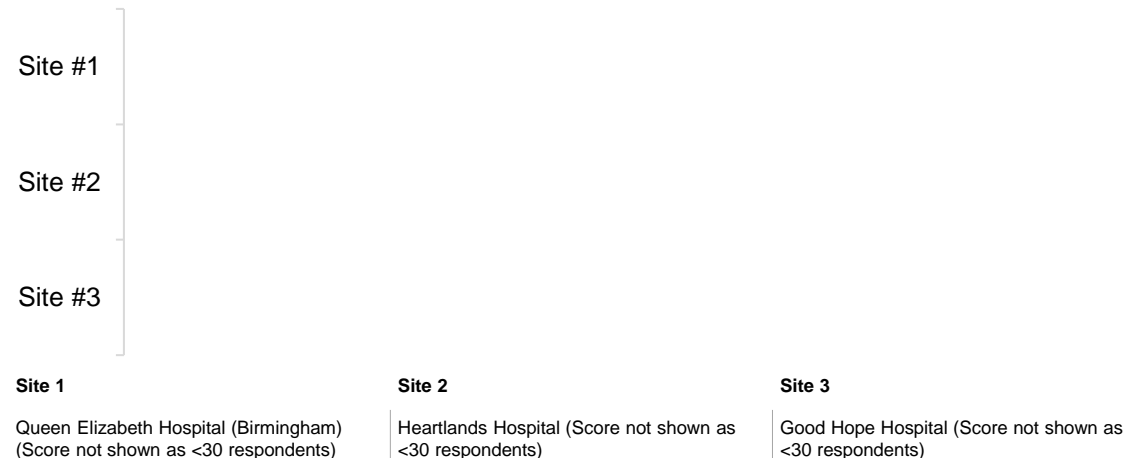 Site #1
Site #2
Site #3
Site 1
Queen Elizabeth Hospital (Birmingham)
(Score not shown as <30 respondents)
Site 2
Heartlands Hospital (Score not shown as
<30 respondents)
Site 3
Good Hope Hospital (Score not shown as
<30 respondents)